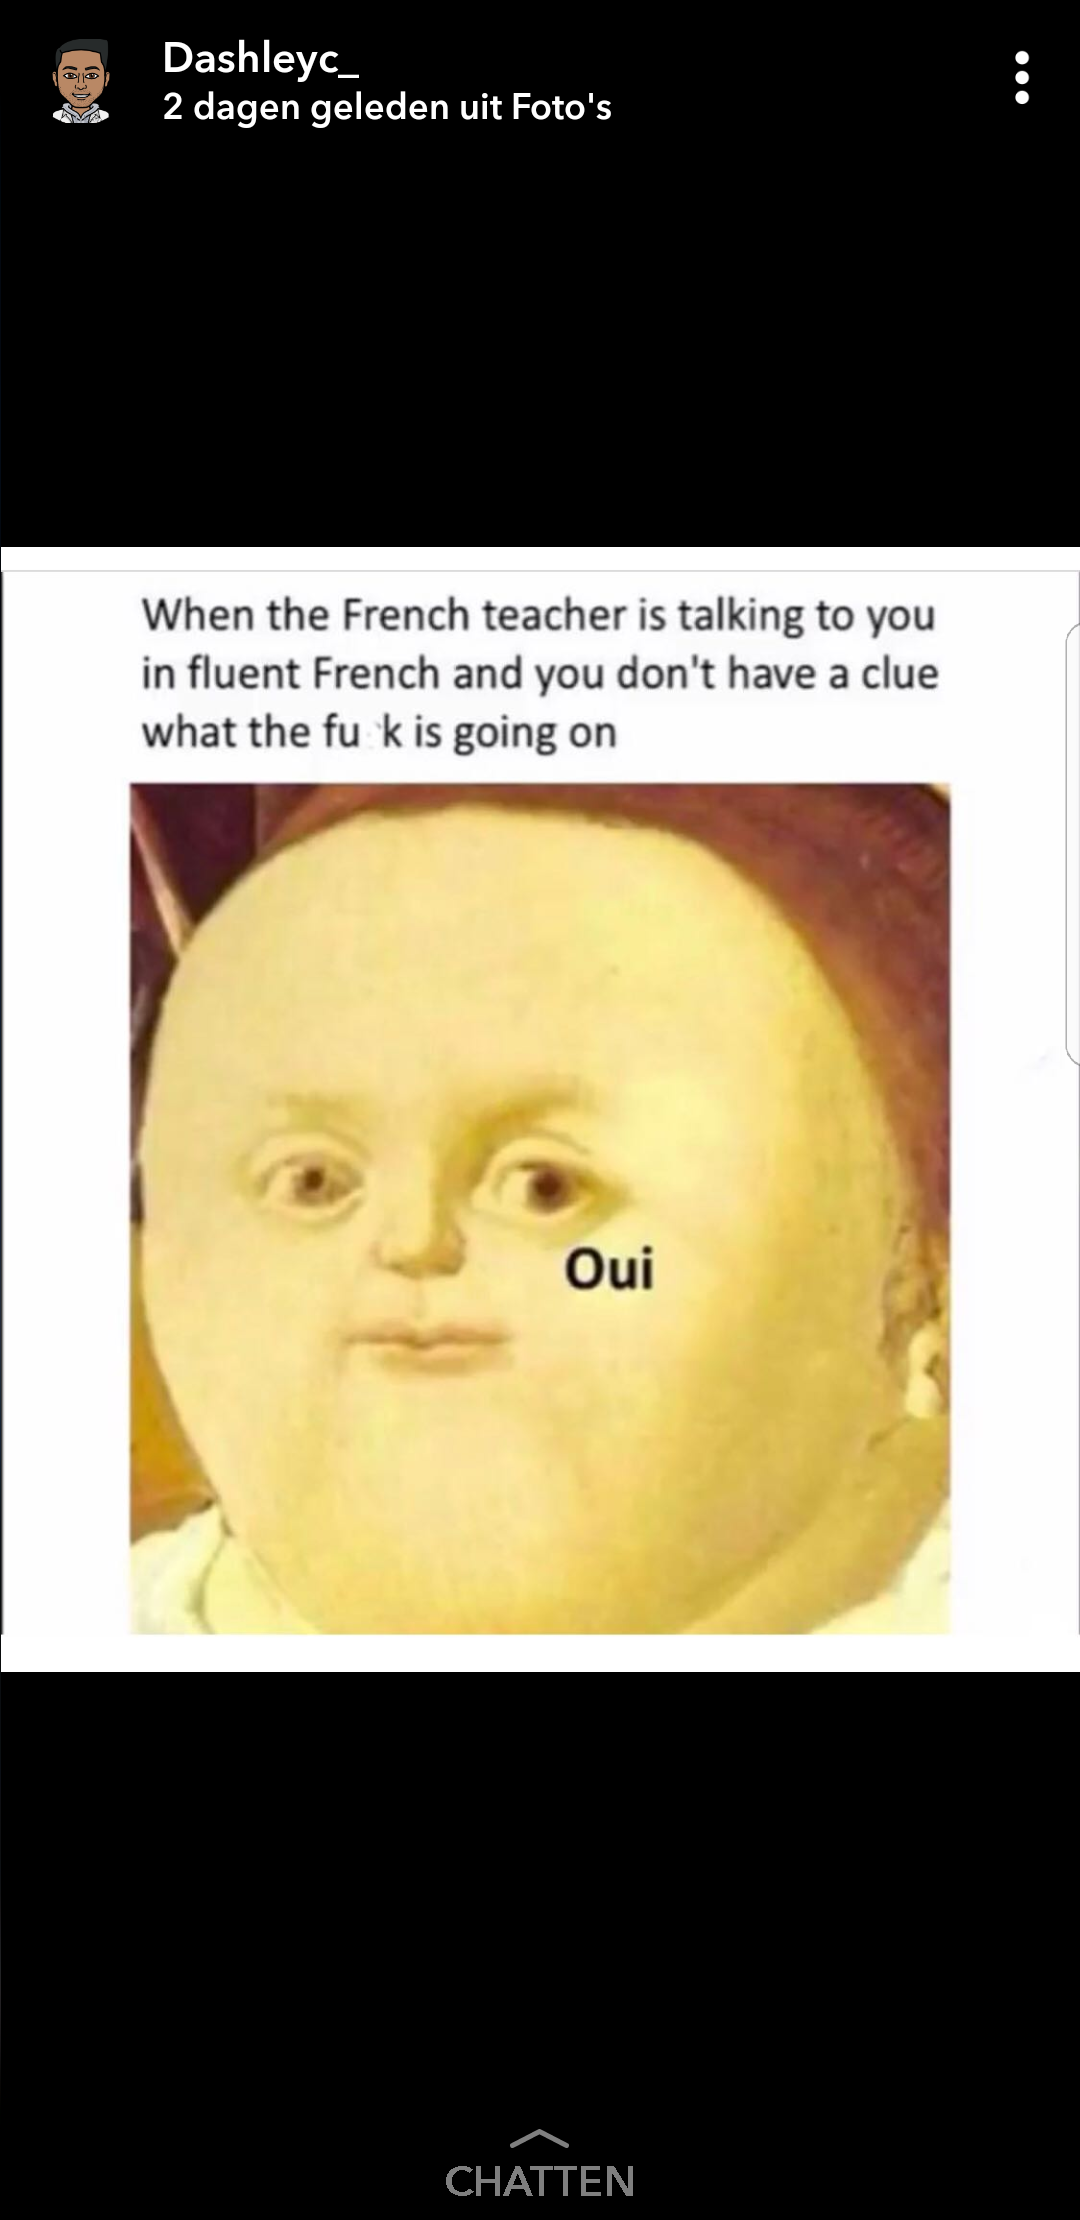 Dashleyc_
2 dagen geleden uit Foto's
When the French teacher is talking to you
in fluent French and you don't have a clue
what the fu k is going on
Oui
CHATTEN